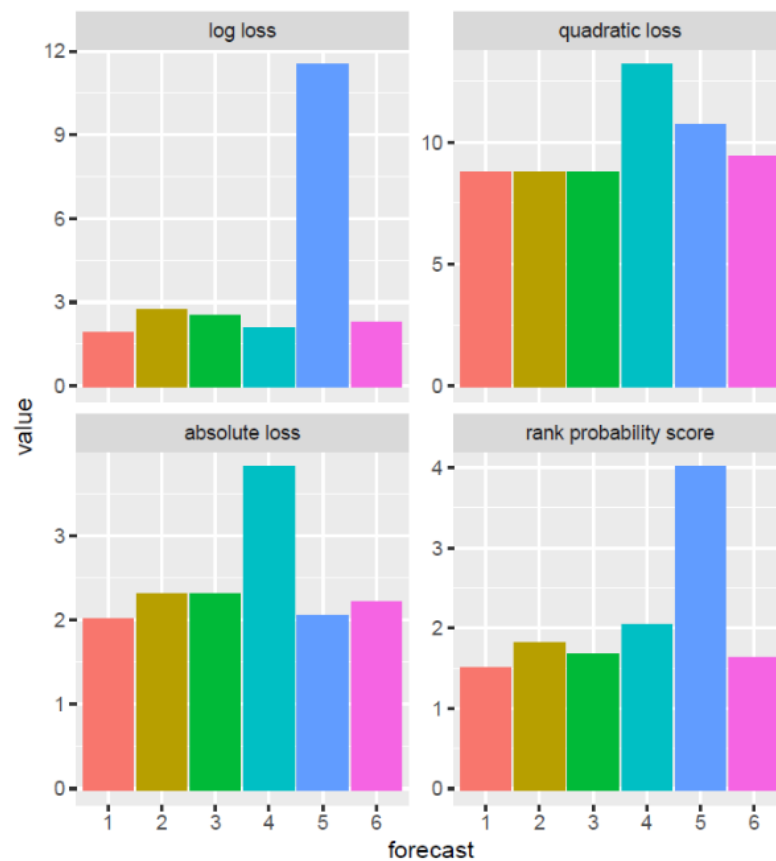 log loss
quadratic loss
12
9
6
3
0
10
5
0
value
absolute loss
rank probability score
3
2
1
0
4
3
2
1
0
1 2 3 4 5 6
1 2 3 4 5 6
forecast